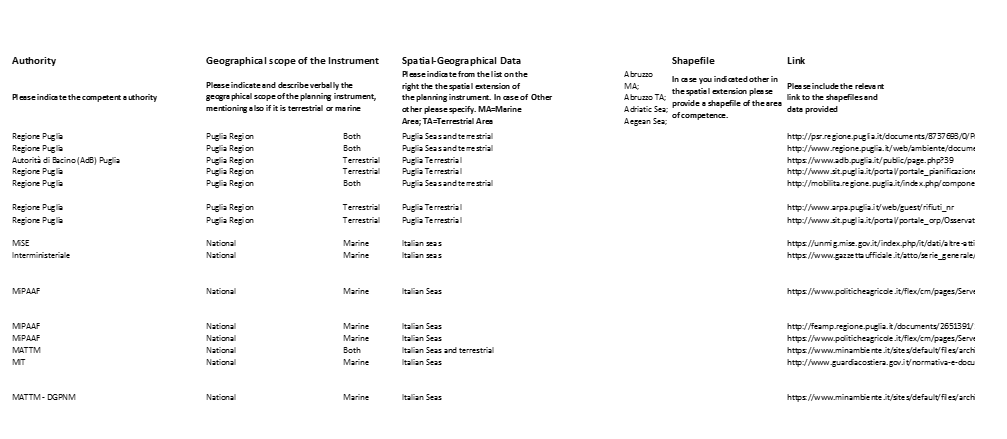 Authority Geographical scope of the Instrument Spatial-Geographical Data Shapefile Link
Please indicate the competent authority
Please indicate and describe verbally the
geographical scope of the planning instrument,
mentioning also if it is terrestrial or marine
Please indicate from the list on the
right the the spatial extension of
the planning instrument. In case of Other
other please specify. MA=Marine
Area; TA=Terrestrial Area
Abruzzo
MA;
Abruzzo TA;
Adriatic Sea;
Aegean Sea;
In case you indicated other in
the spatial extension please
provide a shapefile of the area
of competence.
Please include the relevant
link to the shapefiles and
data provided
Regione Puglia Puglia Region Both Puglia Seas and terrestrial http://psr.regione.puglia.it/documents/8737693/0/P
Regione Puglia Puglia Region Both Puglia Seas and terrestrial http://www.regione.puglia.it/web/ambiente/docume
Autorità di Bacino (AdB) Puglia Puglia Region Terrestrial Puglia Terrestrial https://www.adb.puglia.it/public/page.php?39
Regione Puglia Puglia Region Terrestrial Puglia Terrestrial http://www.sit.puglia.it/portal/portale_pianificazione
Regione Puglia Puglia Region Both Puglia Seas and terrestrial http://mobilita.regione.puglia.it/index.php/compone
Regione Puglia Puglia Region Terrestrial Puglia Terrestrial http://www.arpa.puglia.it/web/guest/rifiuti_nr
Regione Puglia Puglia Region Terrestrial Puglia Terrestrial http://www.sit.puglia.it/portal/portale_orp/Osservat
MiSE National Marine Italian seas https://unmig.mise.gov.it/index.php/it/dati/altre-atti
Interministeriale National Marine Italian seas https://www.gazzettaufficiale.it/atto/serie_generale/
MiPAAF National Marine Italian Seas https://www.politicheagricole.it/flex/cm/pages/Serve
MIPAAF National Marine Italian Seas http://feamp.regione.puglia.it/documents/2651391/
MiPAAF National Marine Italian Seas https://www.politicheagricole.it/flex/cm/pages/Serve
MATTM National Both Italian Seas and terrestrial https://www.minambiente.it/sites/default/files/archi
MIT National Marine Italian Seas http://www.guardiacostiera.gov.it/normativa-e-docu
MATTM - DGPNM National Marine Italian Seas https://www.minambiente.it/sites/default/files/archi